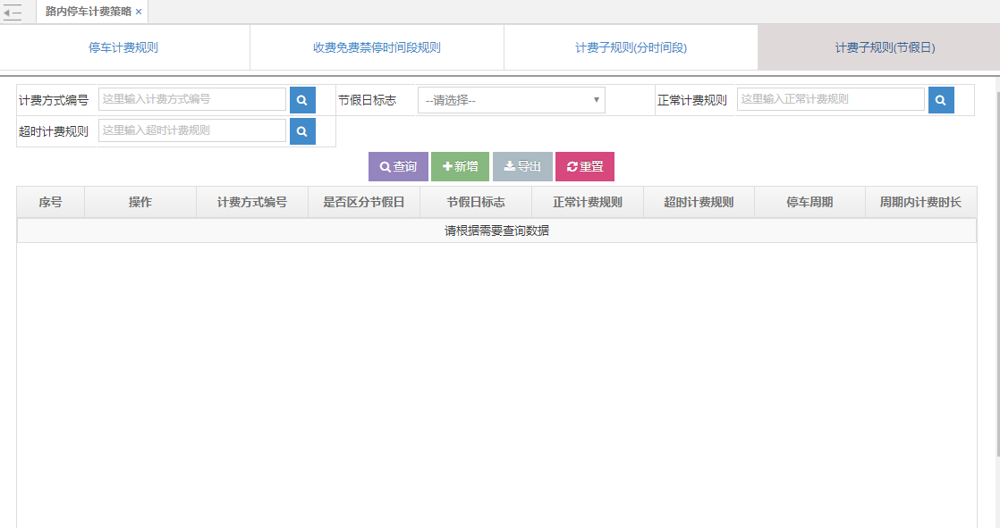 路内停车计费策略 ×
停车计费规则 收费免费禁停时间段规则 计费子规则(分时间段) 计费子规则(节假日)
计费方式编号 这里输入计费方式编号 节假日标志 --请选择-- 正常计费规则 这里输入正常计费规则
超时计费规则 这里输入超时计费规则
查询 新增 导出 重置
序号 操作 计费方式编号 是否区分节假日 节假日标志 正常计费规则 超时计费规则 停车周期 周期内计费时长
请根据需要查询数据